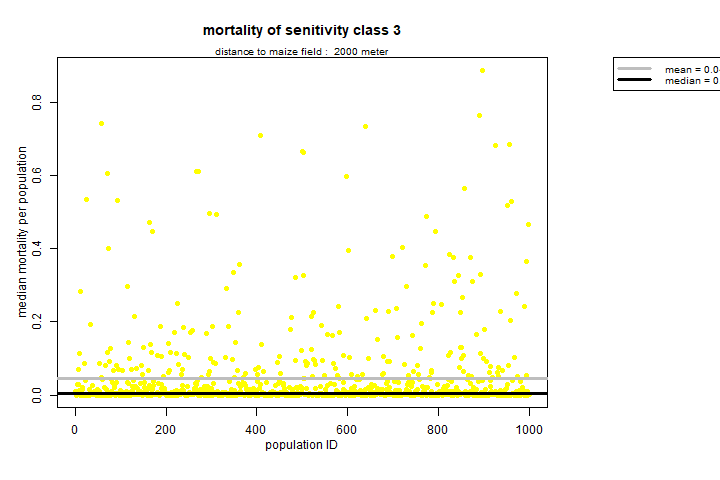 mortality of senitivity class 3
distance to maize field : 2000 meter
mean = 0.0
median = 0
median mortality per population
0.8
0.6
0.4
0.2
0.0
0 200 400 600 800 1000
population ID